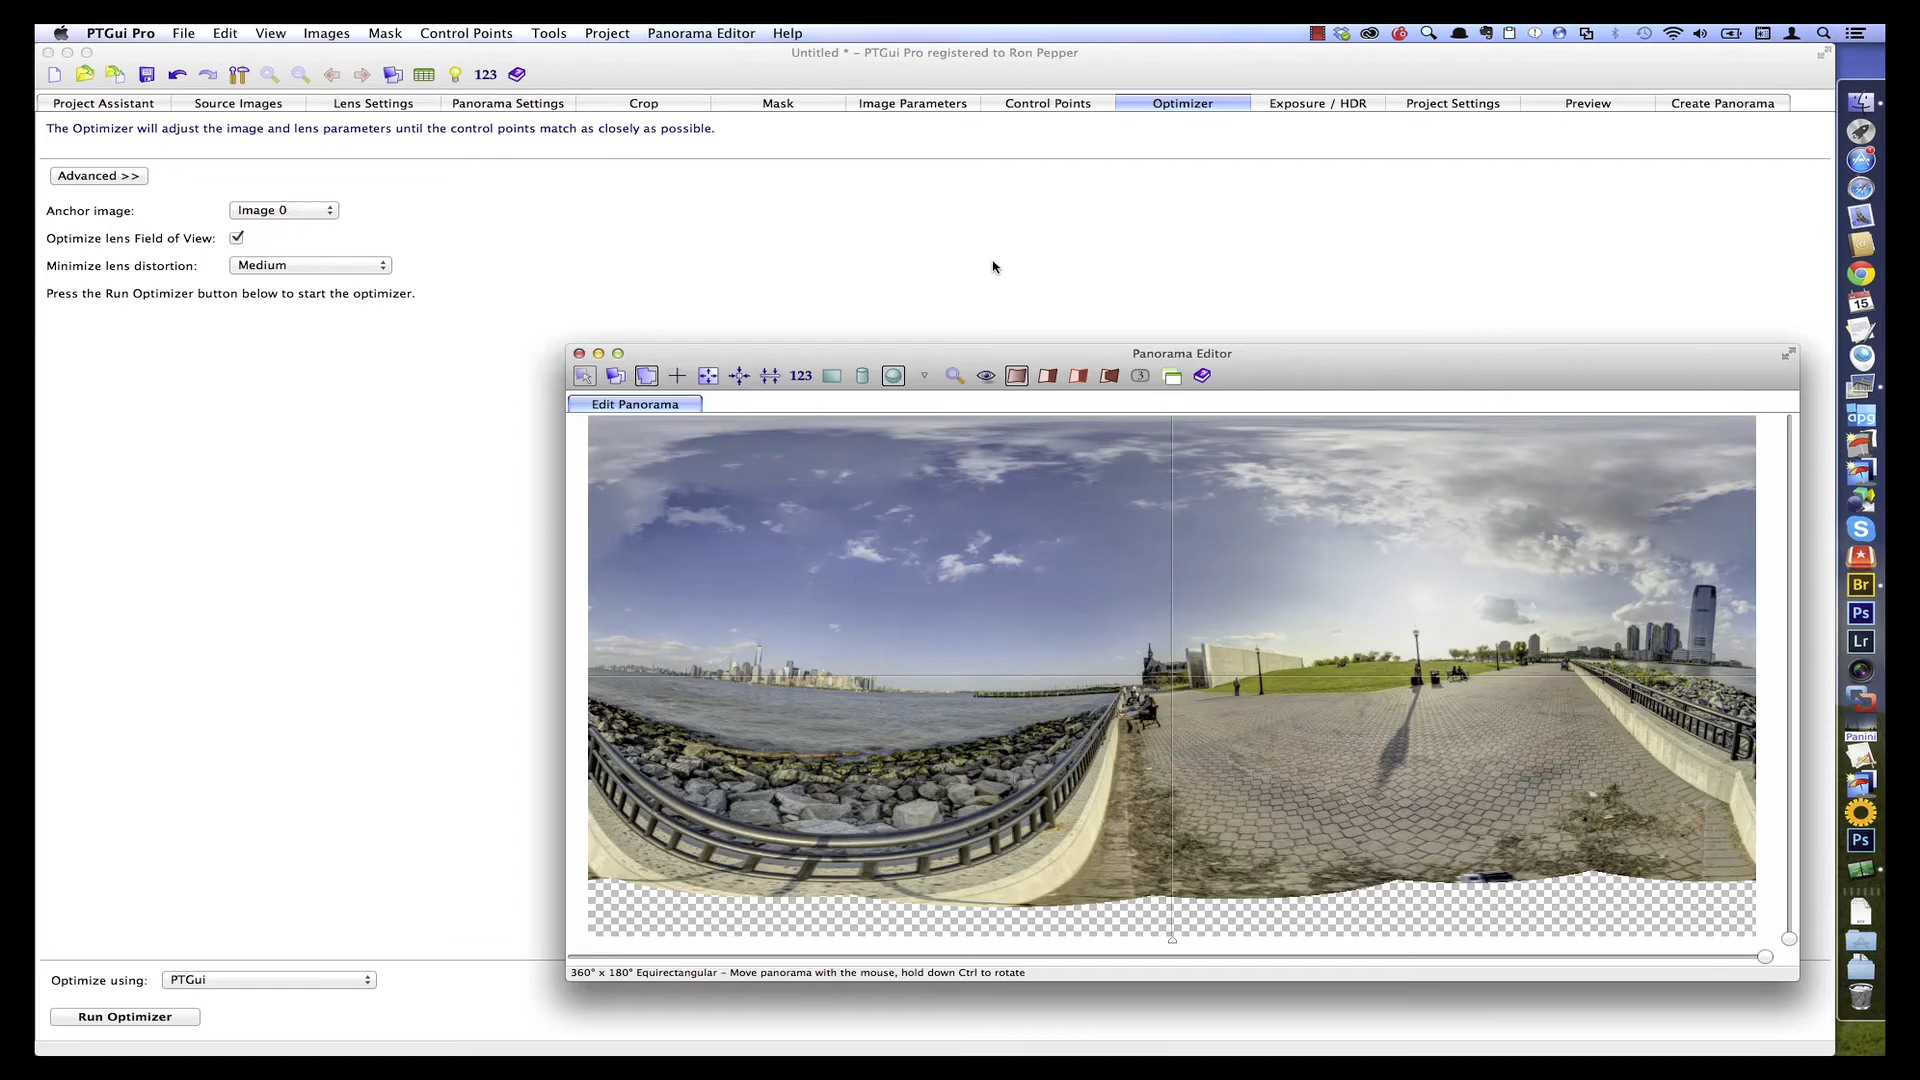 PTGui Pro File Edit View Images Mask Control Points Tools Project Panorama Editor Help
Untitled * – PTGui Pro registered to Ron Pepper
123
Project Assistant Source Images Lens Settings Panorama Settings Crop Mask Image Parameters Control Points Optimizer Exposure / HDR Project Settings Preview Create Panorama
The Optimizer will adjust the image and lens parameters until the control points match as closely as possible.
Advanced >>
Anchor image: Image 0
Optimize lens Field of View:
Minimize lens distortion: Medium
Press the Run Optimizer button below to start the optimizer.
Panorama Editor
123
3
Edit Panorama
360° x 180° Equirectangular – Move panorama with the mouse, hold down Ctrl to rotate
Optimize using: PTGui
Run Optimizer
15
apg
S
Br
Ps
Lr
Panini
Ps